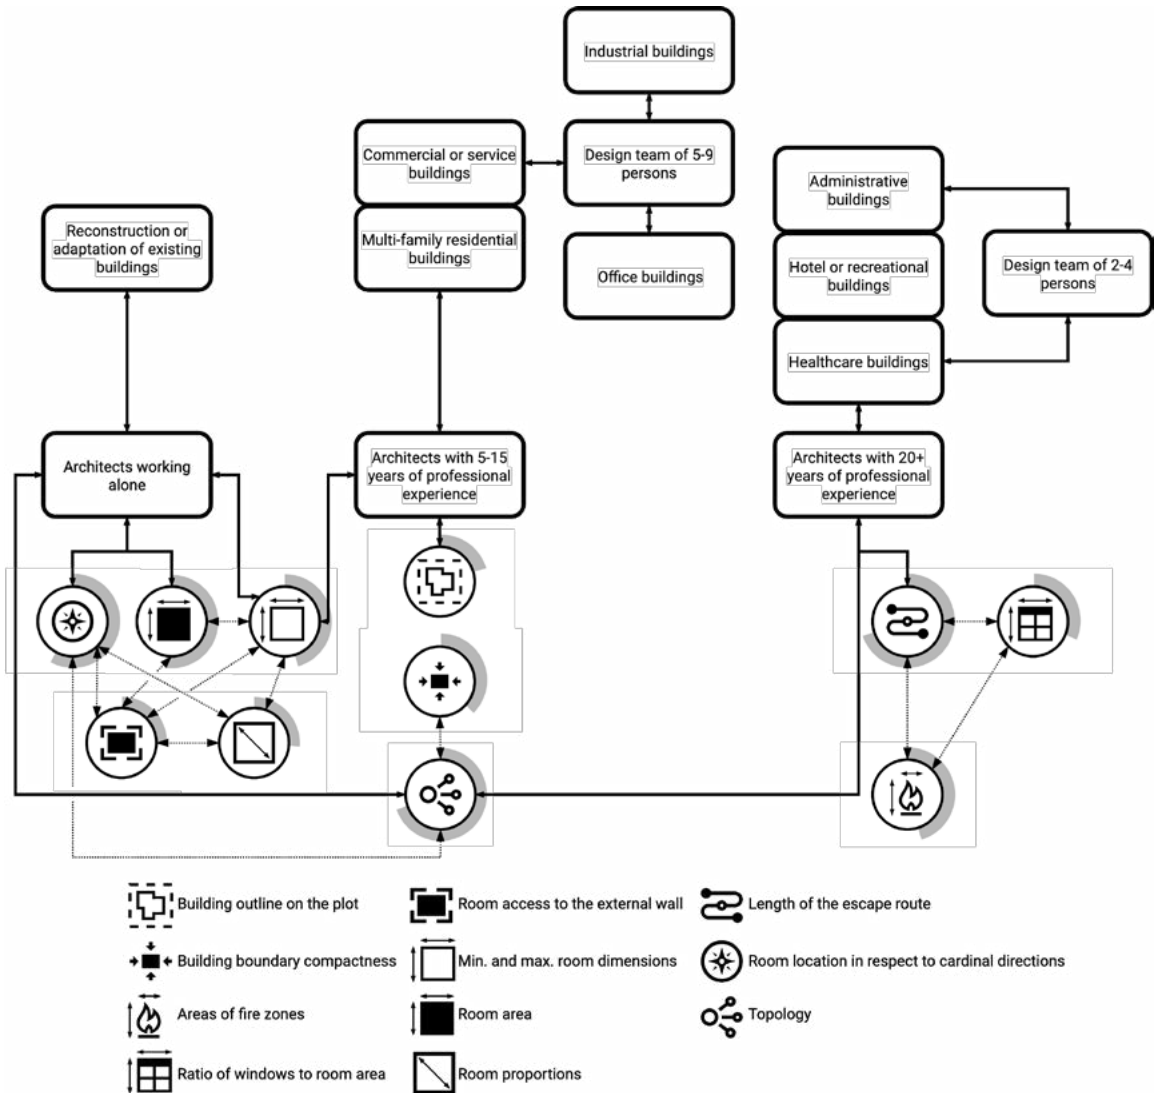 Industrial buildings
Commercial or service
buildings
Design team of 5-9
persons
Administrative
buildings
Reconstruction or
adaptation of existing
buildings
Multi-family residential
buildings
Office buildings
Hotel or recreational
buildings
Design team of 2-4
persons
Healthcare buildings
Architects working
alone
Architects with 5-15
years of professional
experience
Architects with 20+
years of professional
experience
Building outline on the plot
Room access to the external wall
Length of the escape route
Building boundary compactness
Min. and max. room dimensions
Room location in respect to cardinal directions
Areas of fire zones
Room area
Topology
Ratio of windows to room area
Room proportions